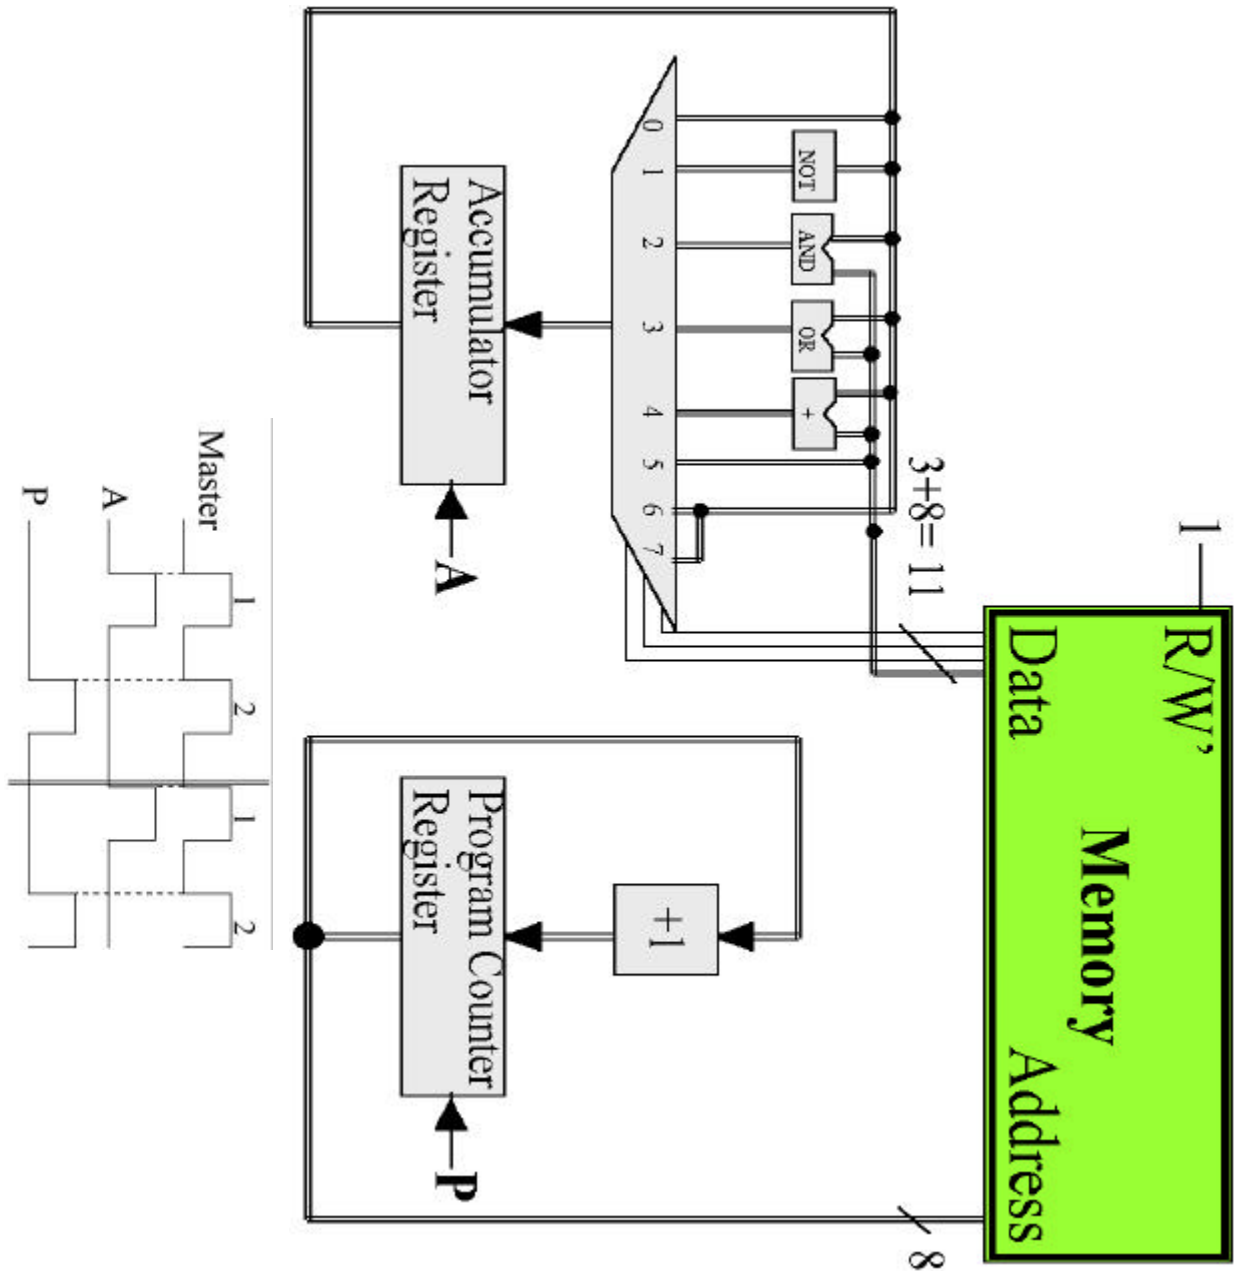 1
R/W’
Data
Memory
Address
3+8= 11
8
NOT
AND
OR
+
0
1
2
3
4
5
6
7
+1
Accumulator
Register
A
Program Counter
Register
P
Master
1
2
1
2
A
P